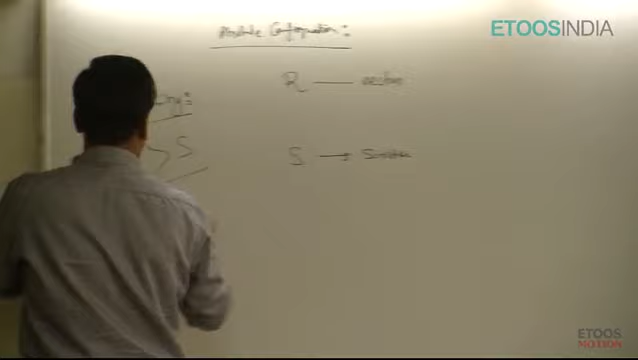 ETOOSINDIA
Absolute Configuration :
R — rectus
S
S → Sinister
ETOOS
MOTION